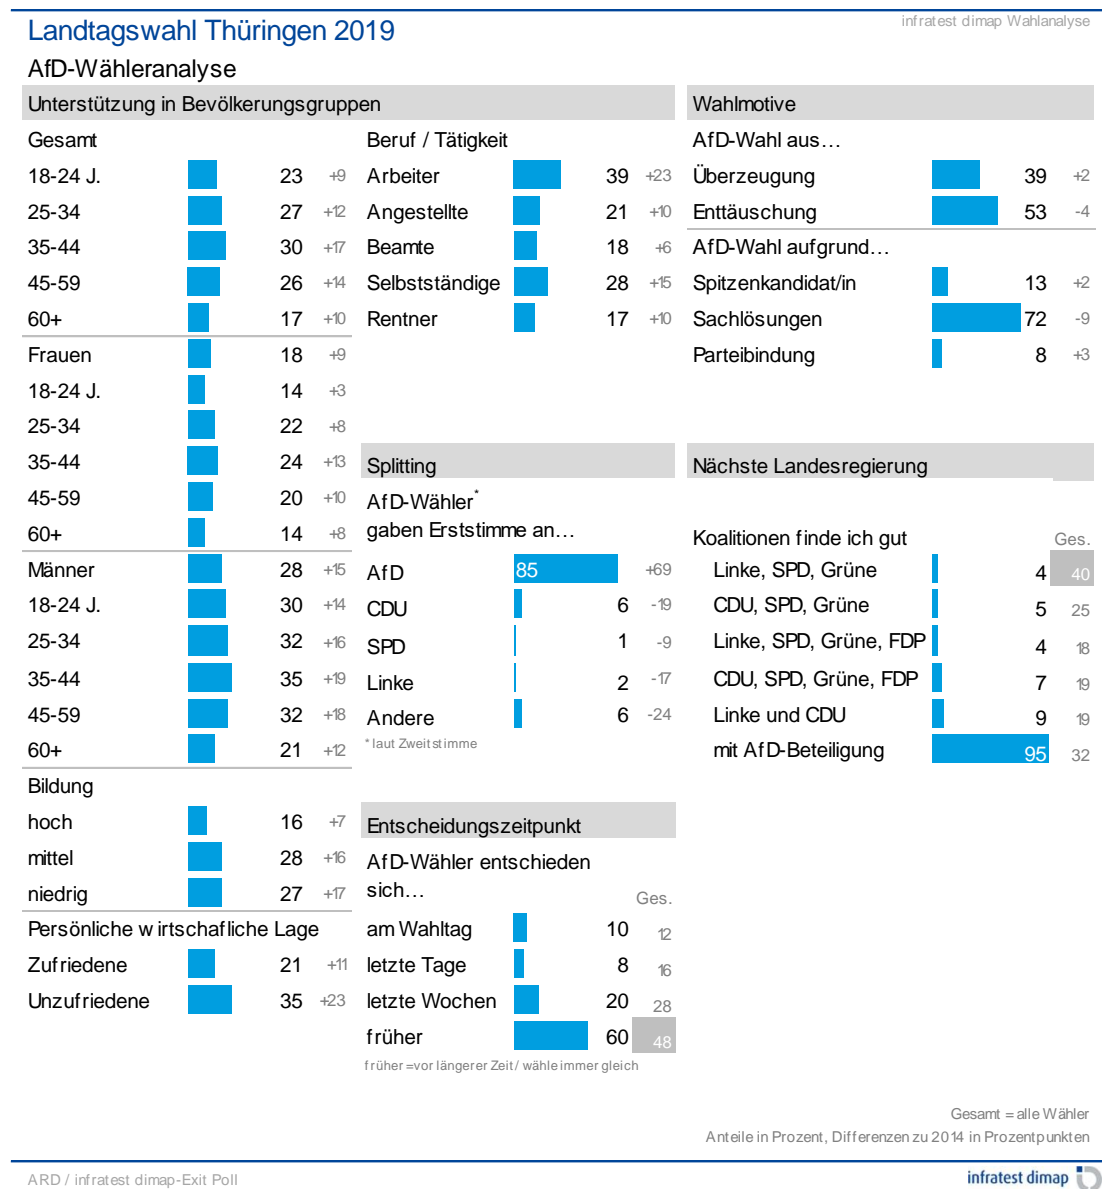 Landtagswahl Thüringen 2019
infratest dimap Wahlanalyse
AfD-Wähleranalyse
Unterstützung in Bevölkerungsgruppen
Gesamt
18-24 J. 23 +9
25-34 27 +12
35-44 30 +17
45-59 26 +14
60+ 17 +10
Frauen 18 +9
18-24 J. 14 +3
25-34 22 +8
35-44 24 +13
45-59 20 +10
60+ 14 +8
Männer 28 +15
18-24 J. 30 +14
25-34 32 +16
35-44 35 +19
45-59 32 +18
60+ 21 +12
Bildung
hoch 16 +7
mittel 28 +16
niedrig 27 +17
Persönliche wirtschafliche Lage
Zufriedene 21 +11
Unzufriedene 35 +23
Beruf / Tätigkeit
Arbeiter 39 +23
Angestellte 21 +10
Beamte 18 +6
Selbstständige 28 +15
Rentner 17 +10
Splitting
AfD-Wähler*
gaben Erststimme an…
AfD 85 +69
CDU 6 -19
SPD 1 -9
Linke 2 -17
Andere 6 -24
* laut Zweitstimme
Entscheidungszeitpunkt
AfD-Wähler entschieden
sich… Ges.
am Wahltag 10 12
letzte Tage 8 16
letzte Wochen 20 28
früher 60 48
früher =vor längerer Zeit / wähle immer gleich
Wahlmotive
AfD-Wahl aus…
Überzeugung 39 +2
Enttäuschung 53 -4
AfD-Wahl aufgrund…
Spitzenkandidat/in 13 +2
Sachlösungen 72 -9
Parteibindung 8 +3
Nächste Landesregierung
Koalitionen finde ich gut Ges.
Linke, SPD, Grüne 4 40
CDU, SPD, Grüne 5 25
Linke, SPD, Grüne, FDP 4 18
CDU, SPD, Grüne, FDP 7 19
Linke und CDU 9 19
mit AfD-Beteiligung 95 32
Gesamt = alle Wähler
Anteile in Prozent, Differenzen zu 2014 in Prozentpunkten
ARD / infratest dimap-Exit Poll
infratest dimap